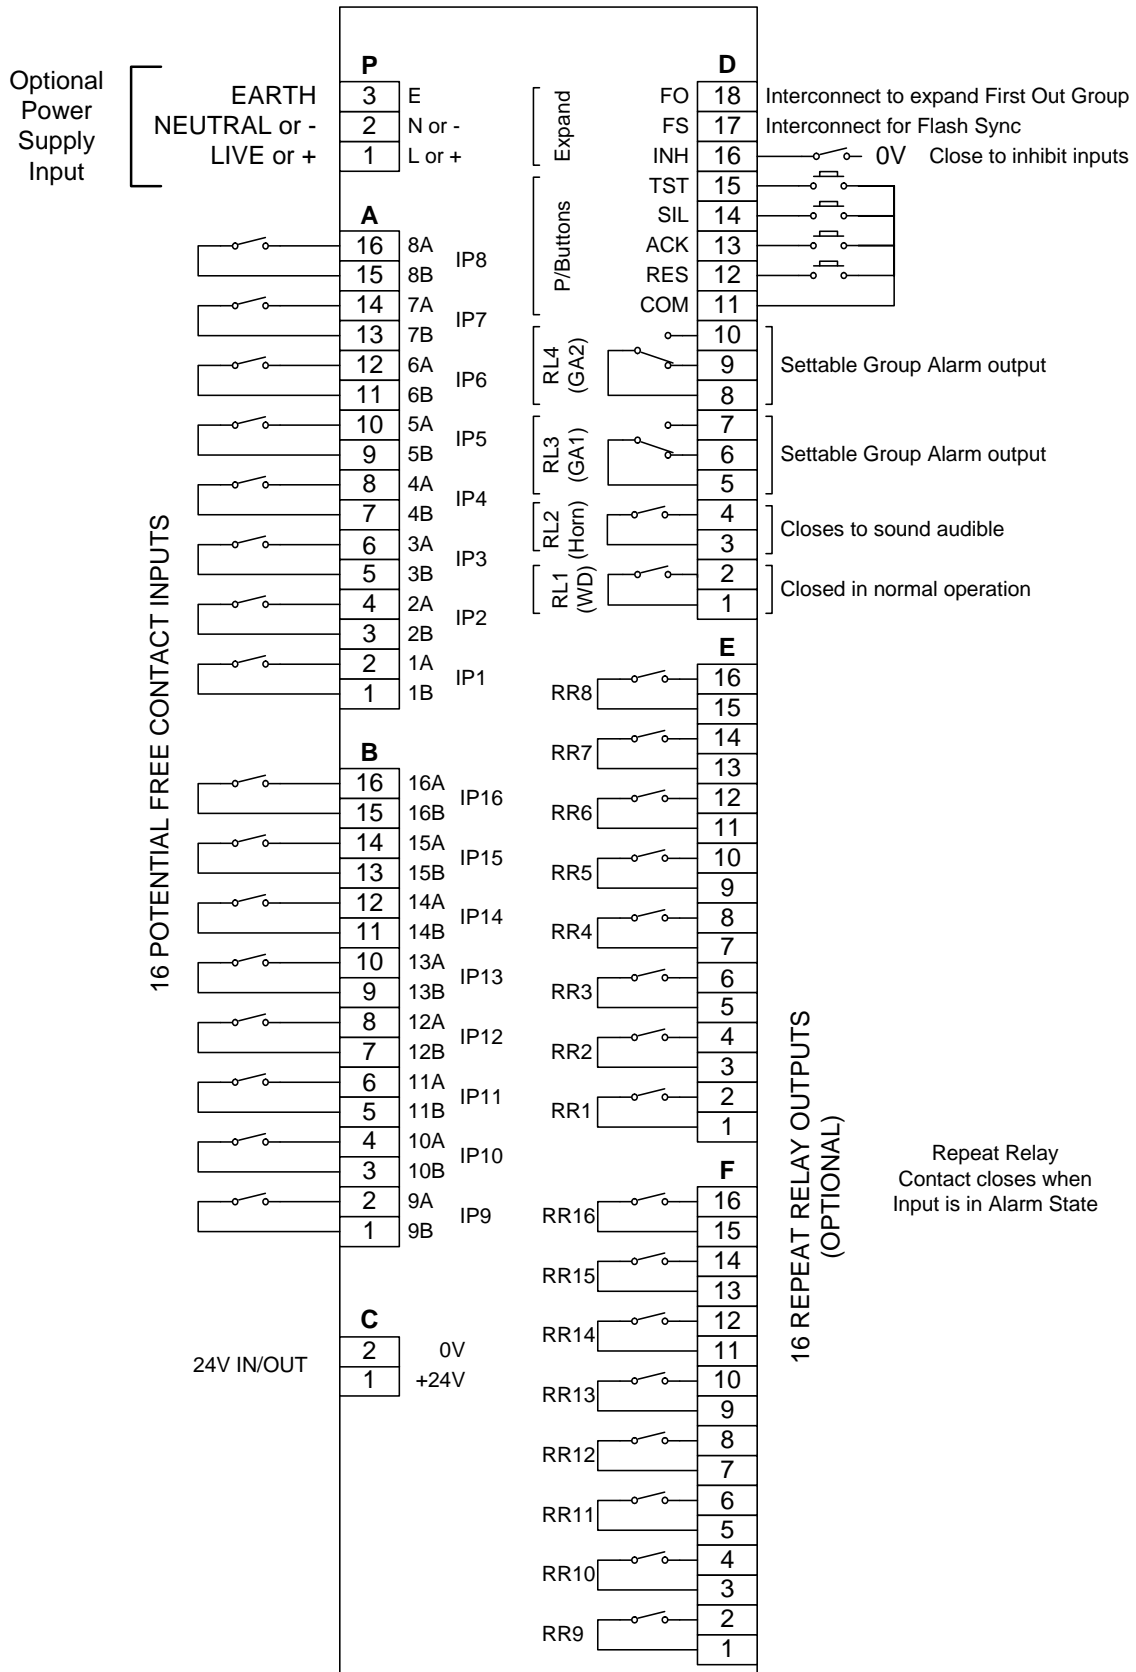 Optional
Power
Supply
Input
EARTH
NEUTRAL or -
LIVE or +
P
3 E
2 N or -
1 L or +
A
16 8A
15 8B
IP8
14 7A
13 7B
IP7
12 6A
11 6B
IP6
10 5A
9 5B
IP5
8 4A
7 4B
IP4
6 3A
5 3B
IP3
4 2A
3 2B
IP2
2 1A
1 1B
IP1
16 POTENTIAL FREE CONTACT INPUTS
B
16 16A
15 16B
IP16
14 15A
13 15B
IP15
12 14A
11 14B
IP14
10 13A
9 13B
IP13
8 12A
7 12B
IP12
6 11A
5 11B
IP11
4 10A
3 10B
IP10
2 9A
1 9B
IP9
C
24V IN/OUT
2 0V
1 +24V
D
Expand
FO 18 Interconnect to expand First Out Group
FS 17 Interconnect for Flash Sync
INH 16 0V Close to inhibit inputs
P/Buttons
TST 15
SIL 14
ACK 13
RES 12
COM 11
RL4
(GA2)
10
9
8
Settable Group Alarm output
RL3
(GA1)
7
6
5
Settable Group Alarm output
RL2
(Horn)
4
3
Closes to sound audible
RL1
(WD)
2
1
Closed in normal operation
E
RR8
16
15
RR7
14
13
RR6
12
11
RR5
10
9
RR4
8
7
RR3
6
5
RR2
4
3
RR1
2
1
F
RR16
16
15
RR15
14
13
RR14
12
11
RR13
10
9
RR12
8
7
RR11
6
5
RR10
4
3
RR9
2
1
16 REPEAT RELAY OUTPUTS
(OPTIONAL)
Repeat Relay
Contact closes when
Input is in Alarm State